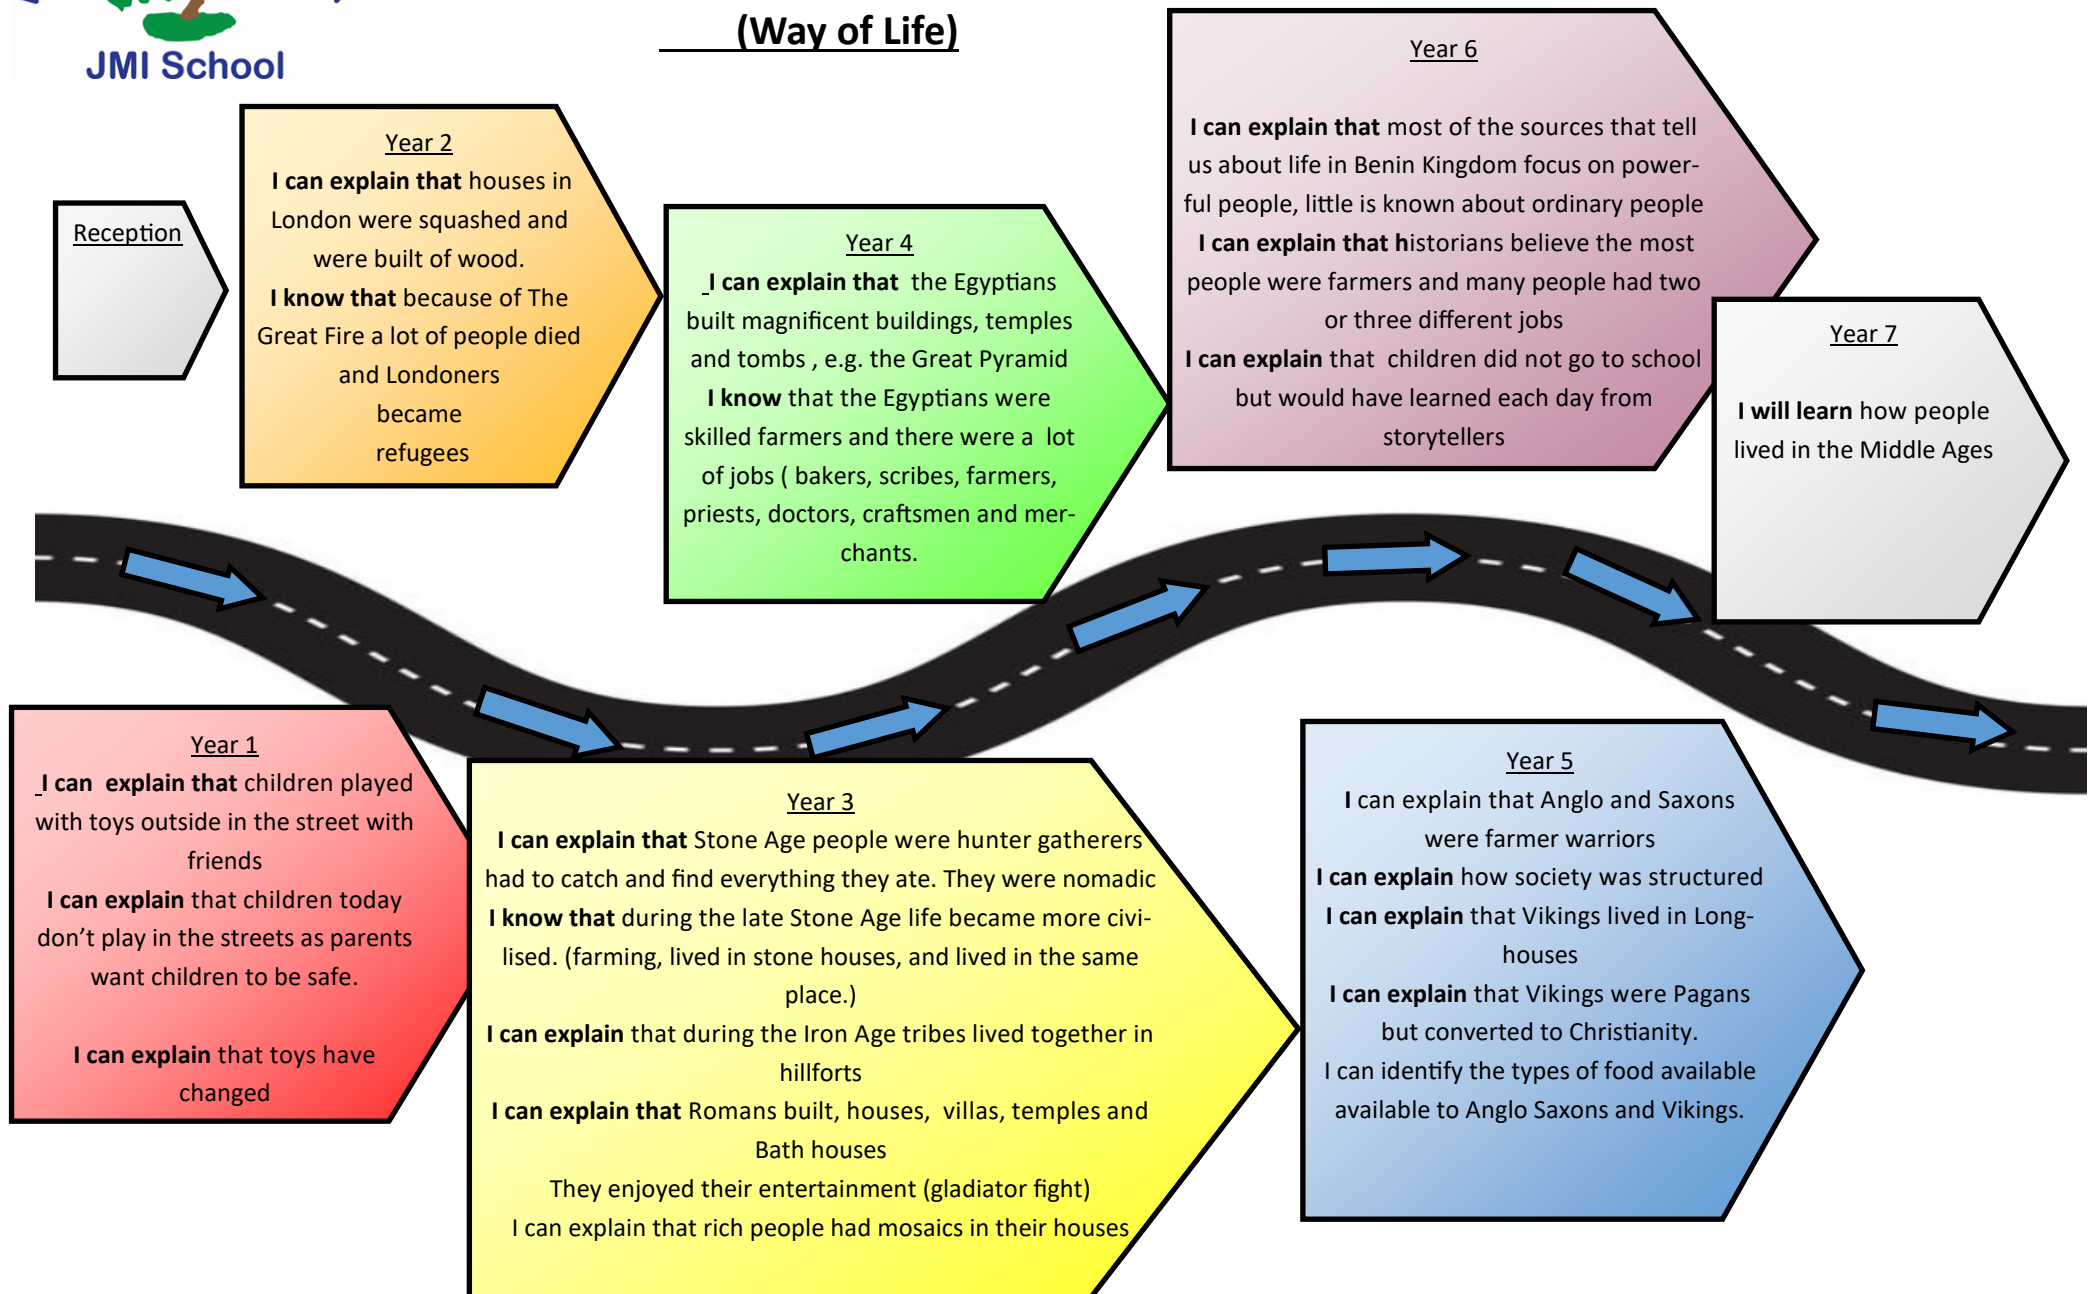 JMI School
(Way of Life)
Reception
Year 2
I can explain that houses in
London were squashed and
were built of wood.
I know that because of The
Great Fire a lot of people died
and Londoners
became
refugees
Year 4
I can explain that  the Egyptians
built magnificent buildings, temples
and tombs , e.g. the Great Pyramid
I know that the Egyptians were
skilled farmers and there were a  lot
of jobs ( bakers, scribes, farmers,
priests, doctors, craftsmen and mer-
chants.
Year 6
I can explain that most of the sources that tell
us about life in Benin Kingdom focus on power-
ful people, little is known about ordinary people
I can explain that historians believe the most
people were farmers and many people had two
or three different jobs
I can explain that  children did not go to school
but would have learned each day from
storytellers
Year 7
I will learn how people
lived in the Middle Ages
Year 1
I can  explain that children played
with toys outside in the street with
friends
I can explain that children today
don’t play in the streets as parents
want children to be safe.
I can explain that toys have
changed
Year 3
I can explain that Stone Age people were hunter gatherers
had to catch and find everything they ate. They were nomadic
I know that during the late Stone Age life became more civi-
lised. (farming, lived in stone houses, and lived in the same
place.)
I can explain that during the Iron Age tribes lived together in
hillforts
I can explain that Romans built, houses,  villas, temples and
Bath houses
They enjoyed their entertainment (gladiator fight)
I can explain that rich people had mosaics in their houses
Year 5
I can explain that Anglo and Saxons
were farmer warriors
I can explain how society was structured
I can explain that Vikings lived in Long-
houses
I can explain that Vikings were Pagans
but converted to Christianity.
I can identify the types of food available
available to Anglo Saxons and Vikings.